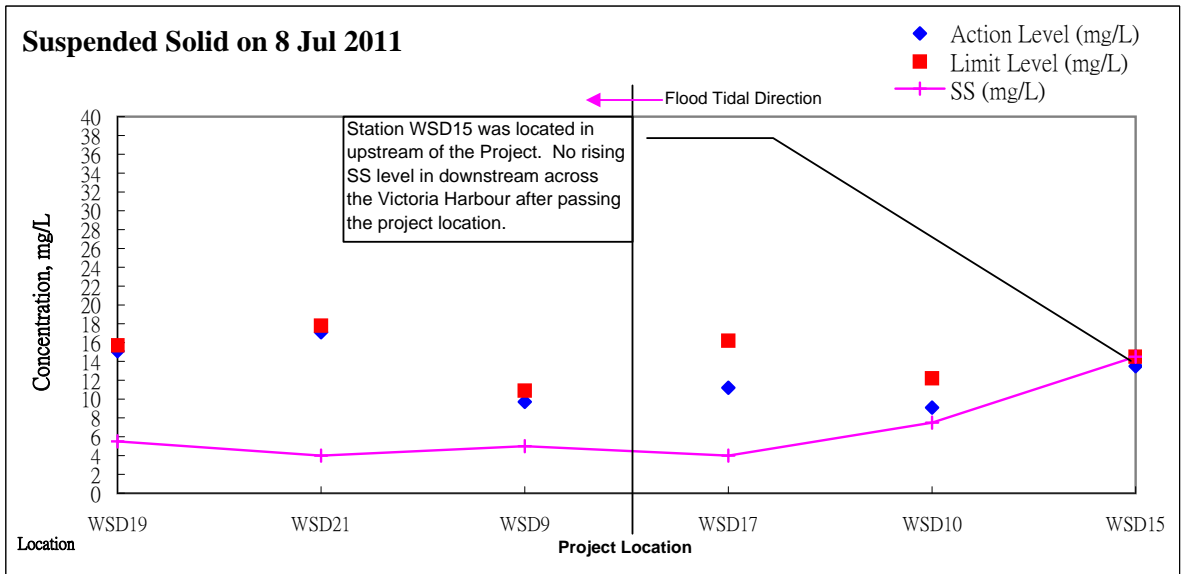 Suspended Solid on 8 Jul 2011
Action Level (mg/L)
Limit Level (mg/L)
SS (mg/L)
Flood Tidal Direction
Station WSD15 was located in
upstream of the Project. No rising
SS level in downstream across
the Victoria Harbour after passing
the project location.
Concentration, mg/L
40
38
36
34
32
30
28
26
24
22
20
18
16
14
12
10
8
6
4
2
0
WSD19 WSD21 WSD9 WSD17 WSD10 WSD15
Location
Project Location